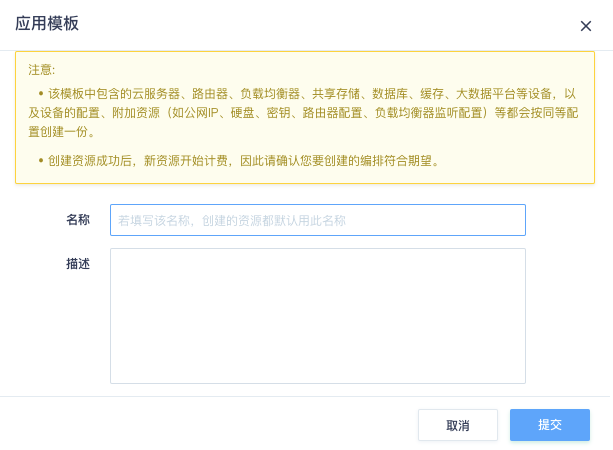 应用模板
注意:
• 该模板中包含的云服务器、路由器、负载均衡器、共享存储、数据库、缓存、大数据平台等设备，以
及设备的配置、附加资源（如公网IP、硬盘、密钥、路由器配置、负载均衡器监听配置）等都会按同等配
置创建一份。
• 创建资源成功后，新资源开始计费，因此请确认您要创建的编排符合期望。
名称
若填写该名称，创建的资源都默认用此名称
描述
取消
提交